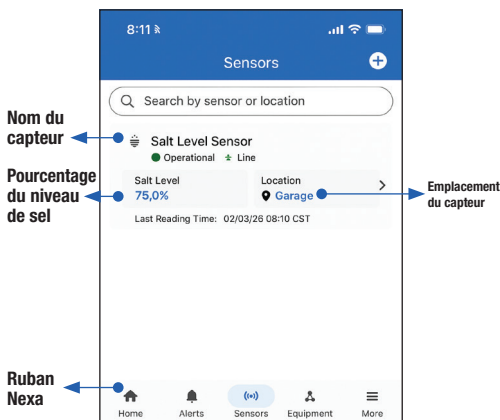 8:11
Sensors
Search by sensor or location
Nom du
capteur
Salt Level Sensor
Operational Line
Pourcentage
du niveau
de sel
Salt Level
75,0%
Location
Garage
Emplacement
du capteur
Last Reading Time: 02/03/26 08:10 CST
Ruban
Nexa
Home Alerts Sensors Equipment More